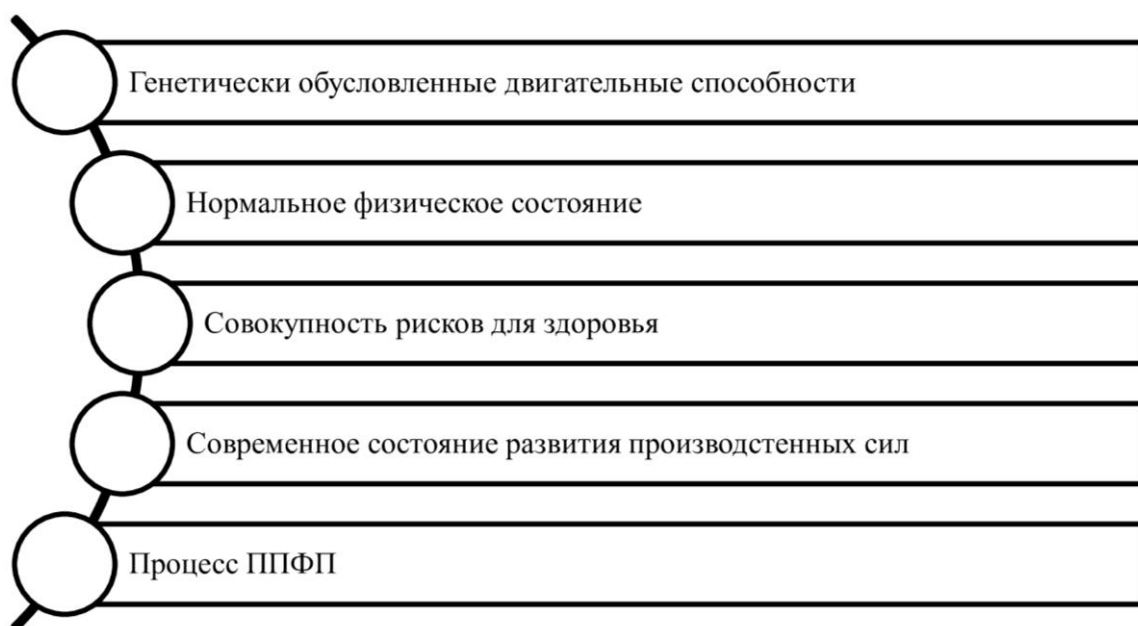 Генетически обусловленные двигательные способности
Нормальное физическое состояние
Совокупность рисков для здоровья
Современное состояние развития производстенных сил
Процесс ППФП